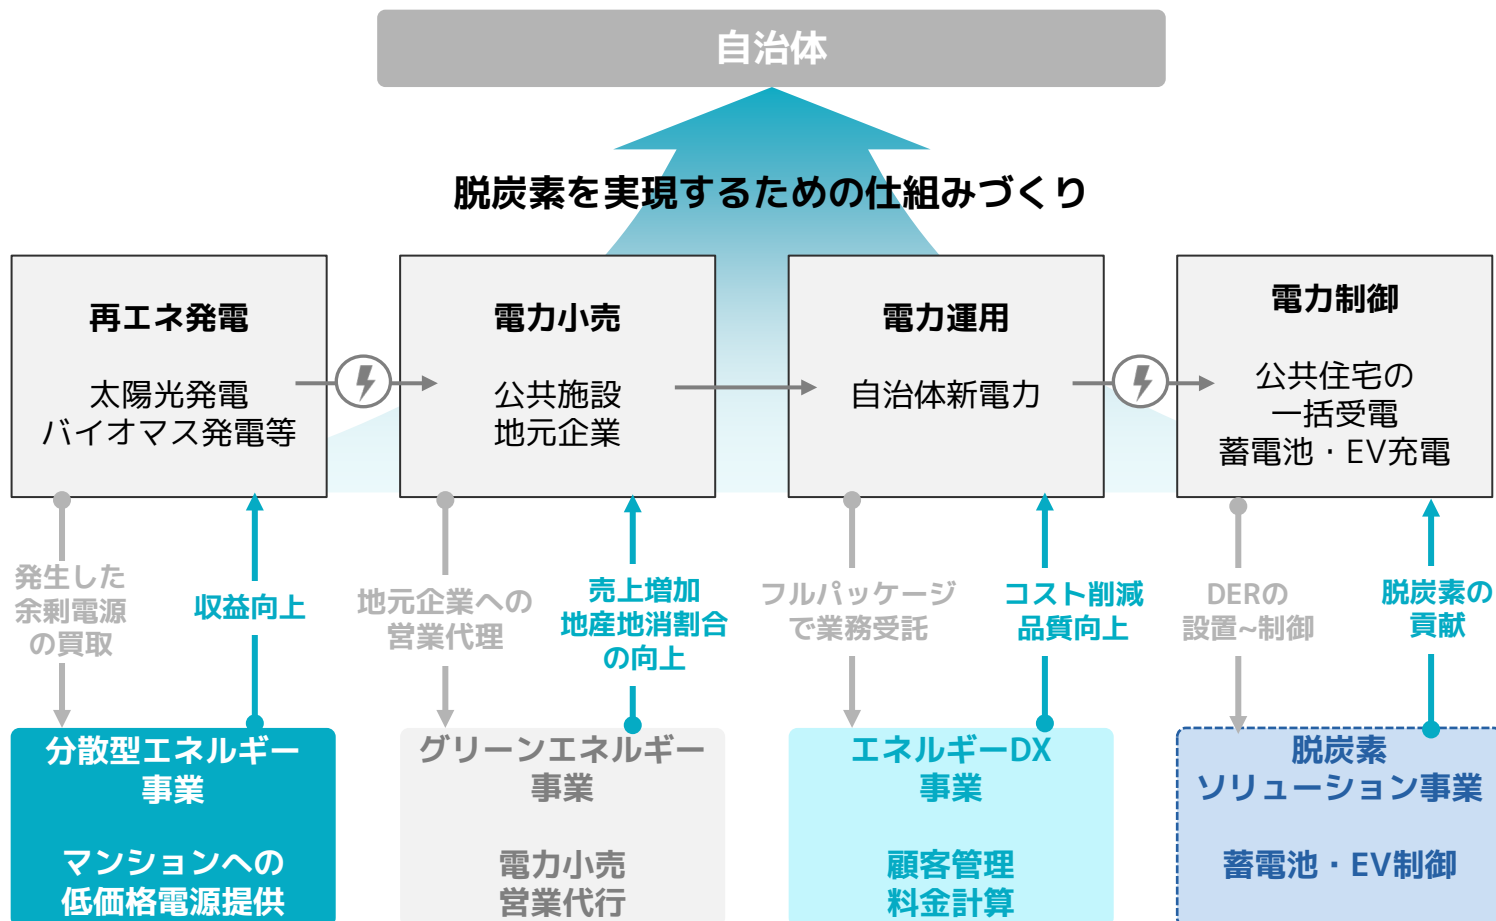 自治体
脱炭素を実現するための仕組みづくり
再エネ発電
太陽光発電
バイオマス発電等
電力小売
公共施設
地元企業
電力運用
自治体新電力
電力制御
公共住宅の
一括受電
蓄電池・EV充電
発生した
余剰電源
の買取
収益向上
地元企業への
営業代理
売上増加
地産地消割合
の向上
フルパッケージ
で業務受託
コスト削減
品質向上
DERの
設置~制御
脱炭素の
貢献
分散型エネルギー
事業
マンションへの
低価格電源提供
グリーンエネルギー
事業
電力小売
営業代行
エネルギーDX
事業
顧客管理
料金計算
脱炭素
ソリューション事業
蓄電池・EV制御